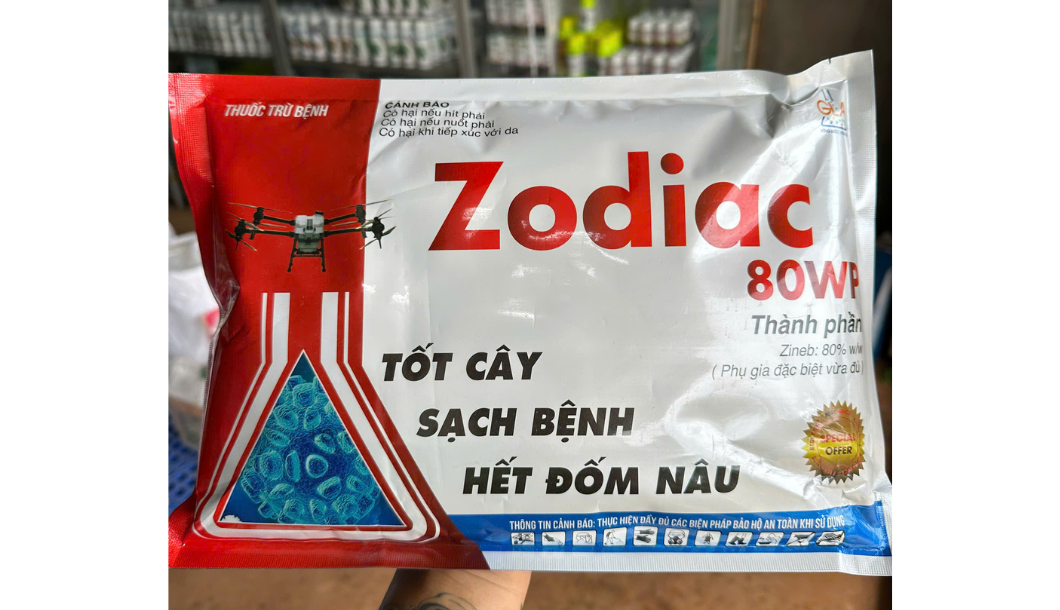 THUỐC TRỪ BỆNH
CẢNH BÁO
Có hại nếu hít phải
Có hại nếu nuốt phải
Có hại khi tiếp xúc với da
Zodiac
80WP
Thành phần
Zineb: 80% w/w
( Phụ gia đặc biệt vừa đủ )
TỐT CÂY
SẠCH BỆNH
HẾT ĐỐM NÂU
SPECIAL
OFFER
THÔNG TIN CẢNH BÁO: THỰC HIỆN ĐẦY ĐỦ CÁC BIỆN PHÁP BẢO HỘ AN TOÀN KHI SỬ DỤNG